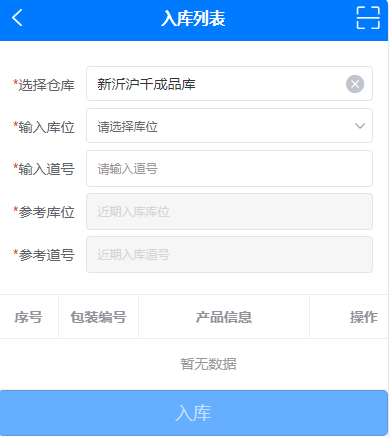 入库列表
*选择仓库 新沂沪千成品库
*输入库位 请选择库位
*输入道号 请输入道号
*参考库位 近期入库库位
*参考道号 近期入库道号
序号 包装编号 产品信息 操作
暂无数据
入库